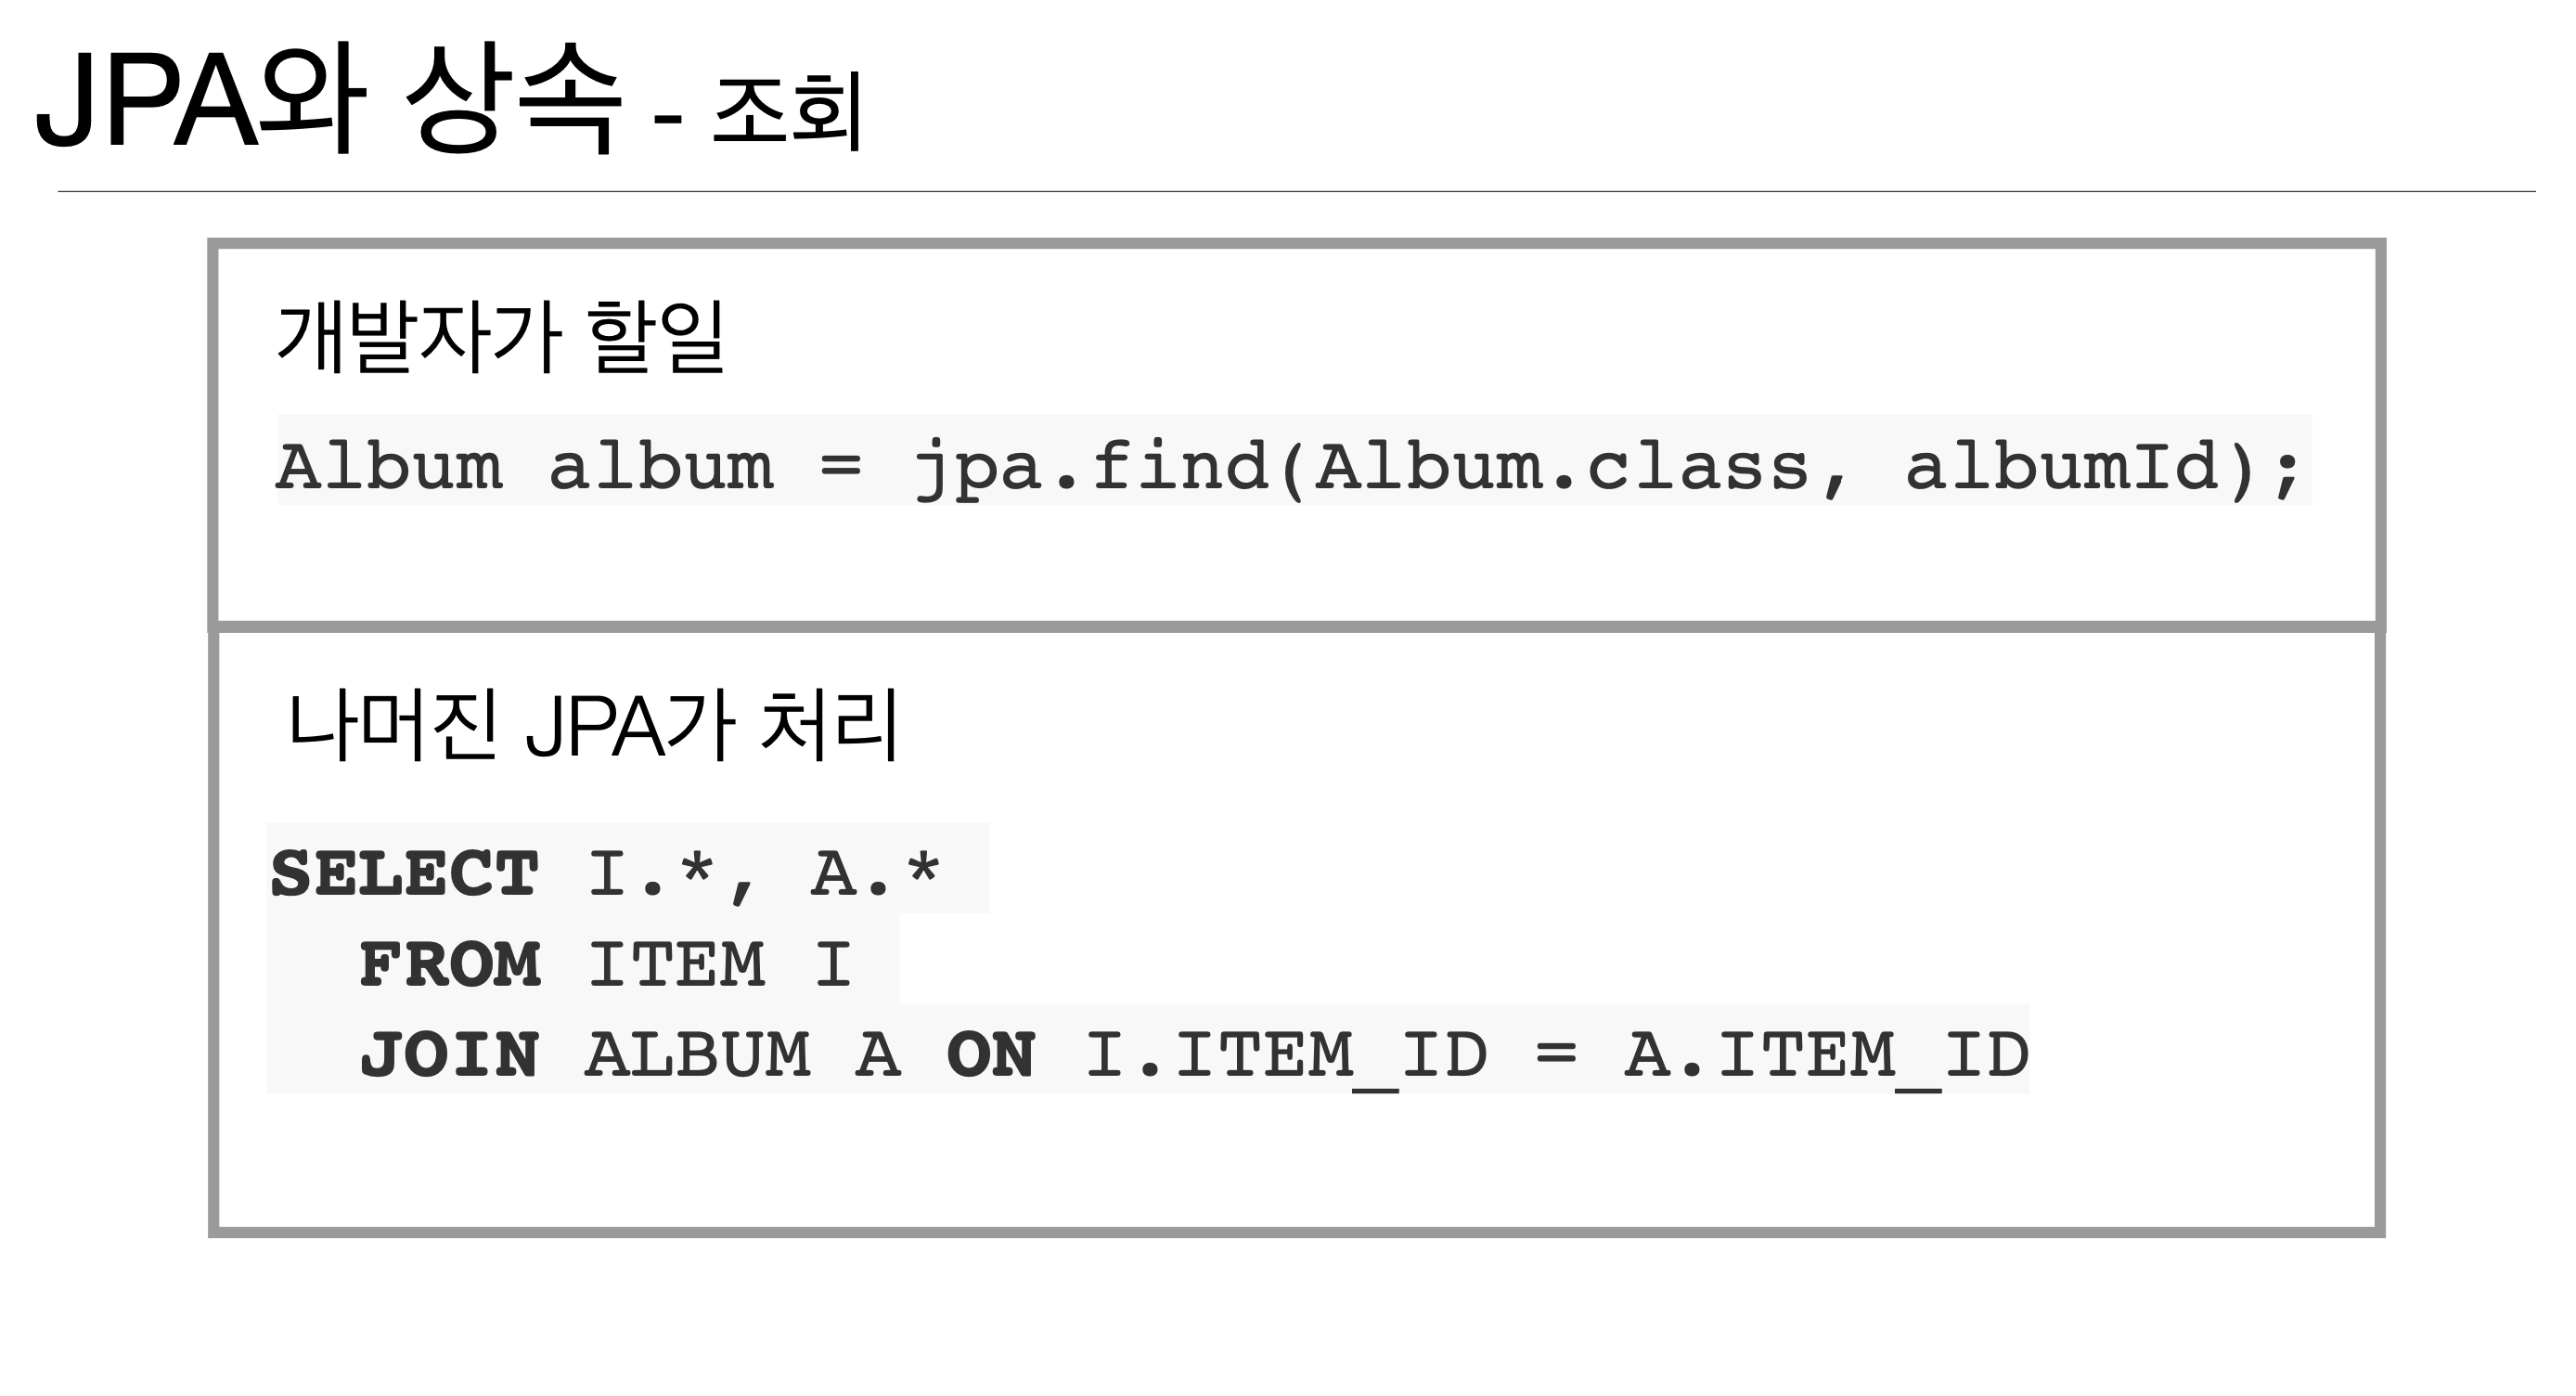 JPA와 상속 - 조회
개발자가 할일
Album album = jpa.find(Album.class, albumId);
나머진 JPA가 처리
SELECT I.*, A.*
FROM ITEM I
JOIN ALBUM A ON I.ITEM_ID = A.ITEM_ID